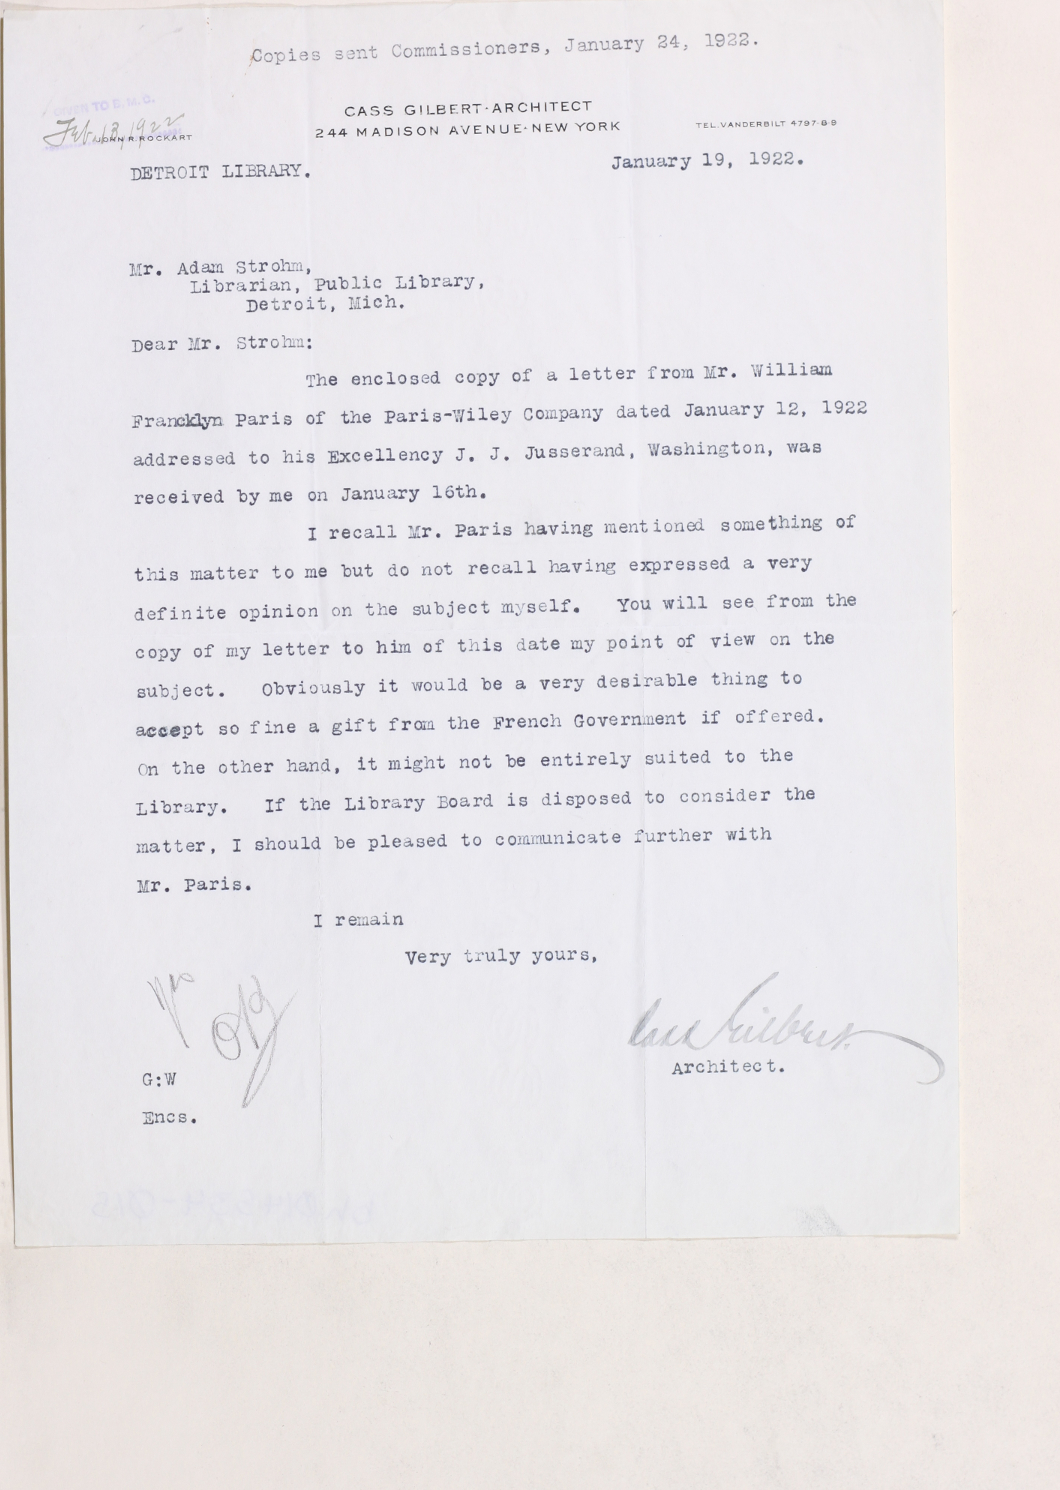 Copies sent Commissioners, January 24, 1922.
TO B.M.C.
Feb. 13, 1922
JOHN R. ROCKART
CASS GILBERT·ARCHITECT
244 MADISON AVENUE·NEW YORK
TEL. VANDERBILT 4797-8-9
DETROIT LIBRARY.
January 19, 1922.
Mr. Adam Strohm,
Librarian, Public Library,
Detroit, Mich.
Dear Mr. Strohm:
The enclosed copy of a letter from Mr. William
Francklyn Paris of the Paris-Wiley Company dated January 12, 1922
addressed to his Excellency J. J. Jusserand, Washington, was
received by me on January 16th.
I recall Mr. Paris having mentioned something of
this matter to me but do not recall having expressed a very
definite opinion on the subject myself. You will see from the
copy of my letter to him of this date my point of view on the
subject. Obviously it would be a very desirable thing to
accept so fine a gift from the French Government if offered.
On the other hand, it might not be entirely suited to the
Library. If the Library Board is disposed to consider the
matter, I should be pleased to communicate further with
Mr. Paris.
I remain
Very truly yours,
Cass Gilbert.
Architect.
G:W
Encs.